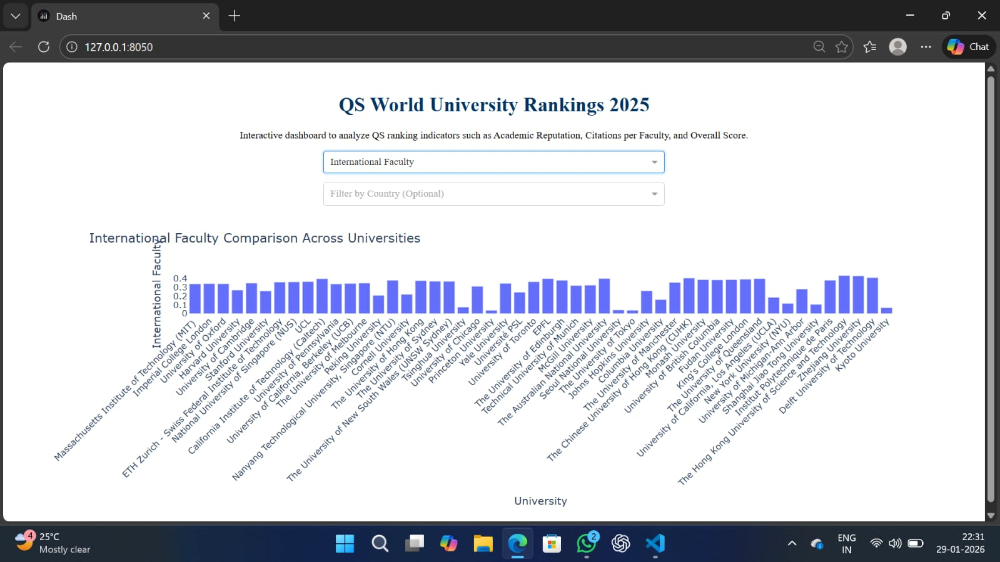 Dash
127.0.0.1:8050
Chat
QS World University Rankings 2025
Interactive dashboard to analyze QS ranking indicators such as Academic Reputation, Citations per Faculty, and Overall Score.
International Faculty
Filter by Country (Optional)
International Faculty Comparison Across Universities
International Faculty
0.4
0.3
0.2
0.1
0
Massachusetts Institute of Technology (MIT)
Imperial College London
University of Oxford
Harvard University
University of Cambridge
Stanford University
ETH Zurich - Swiss Federal Institute of Technology
National University of Singapore (NUS)
UCL
California Institute of Technology (Caltech)
University of Pennsylvania
University of California, Berkeley (UCB)
The University of Melbourne
Peking University
Nanyang Technological University, Singapore (NTU)
Cornell University
The University of Hong Kong
The University of Sydney
The University of New South Wales (UNSW Sydney)
Tsinghua University
University of Chicago
Princeton University
Yale University
Université PSL
University of Toronto
EPFL
The University of Edinburgh
Technical University of Munich
McGill University
The Australian National University
Seoul National University
The University of Tokyo
Johns Hopkins University
Columbia University
The University of Manchester
The Chinese University of Hong Kong (CUHK)
Monash University
University of British Columbia
Fudan University
King's College London
The University of Queensland
University of California, Los Angeles (UCLA)
New York University (NYU)
University of Michigan-Ann Arbor
Shanghai Jiao Tong University
Institut Polytechnique de Paris
The Hong Kong University of Science and Technology
Zhejiang University
Delft University of Technology
Kyoto University
University
4
25°C
Mostly clear
2
ENG
IN
22:31
29-01-2026